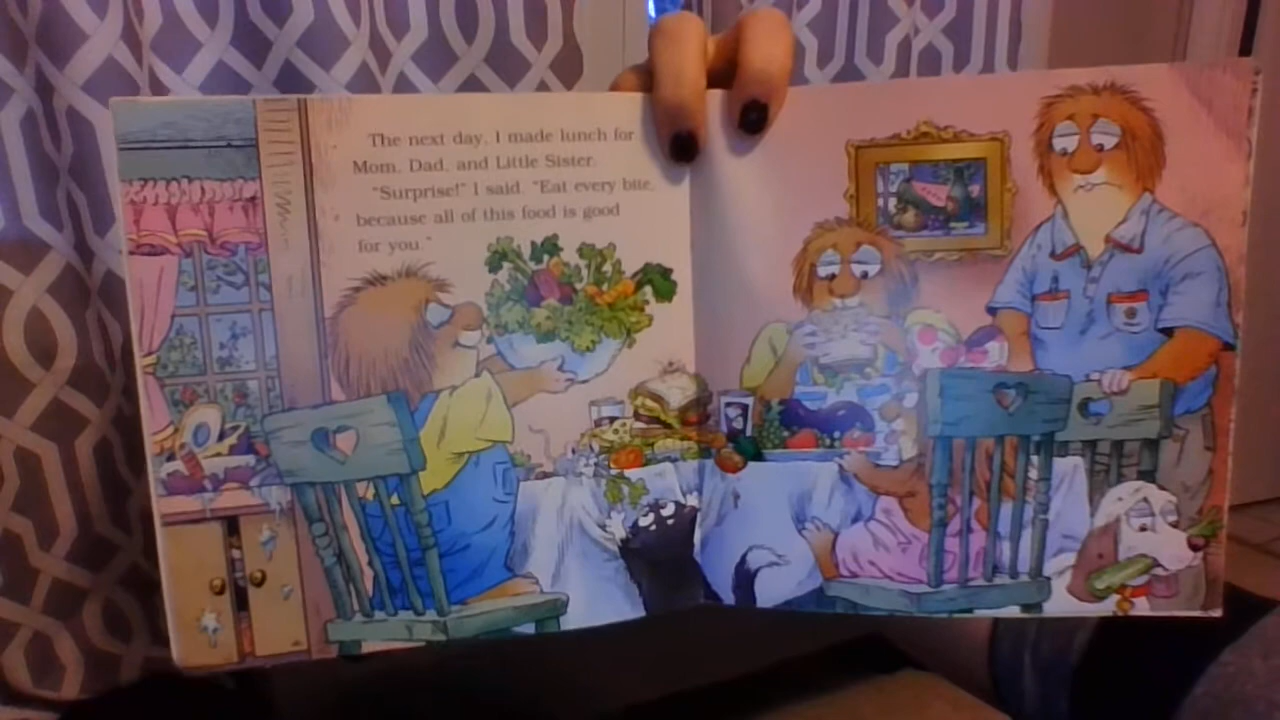 The next day, I made lunch for
Mom, Dad, and Little Sister.
"Surprise!" I said. "Eat every bite,
because all of this food is good
for you."